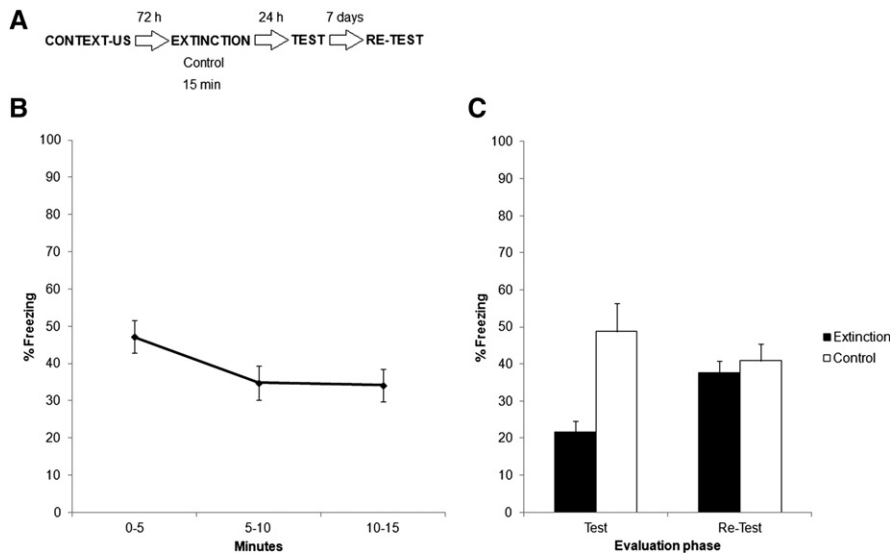 A
72 h 24 h 7 days
CONTEXT-US EXTINCTION TEST RE-TEST
Control
15 min
B
100
90
80
70
60
50
40
30
20
10
0
% Freezing
0-5 5-10 10-15
Minutes
C
100
90
80
70
60
50
40
30
20
10
0
% Freezing
Test Re-Test
Evaluation phase
Extinction
Control